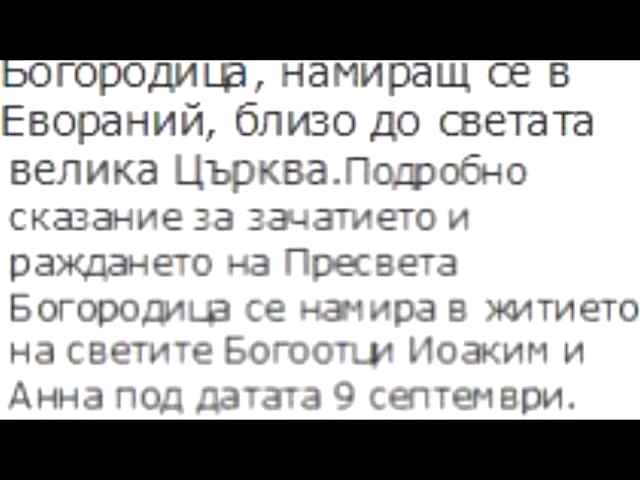 Богородица, намиращ се в
Евораний, близо до светата
велика Църква.Подробно
сказание за зачатието и
раждането на Пресвета
Богородица се намира в житието
на светите Богоотци Иоаким и
Анна под датата 9 септември.